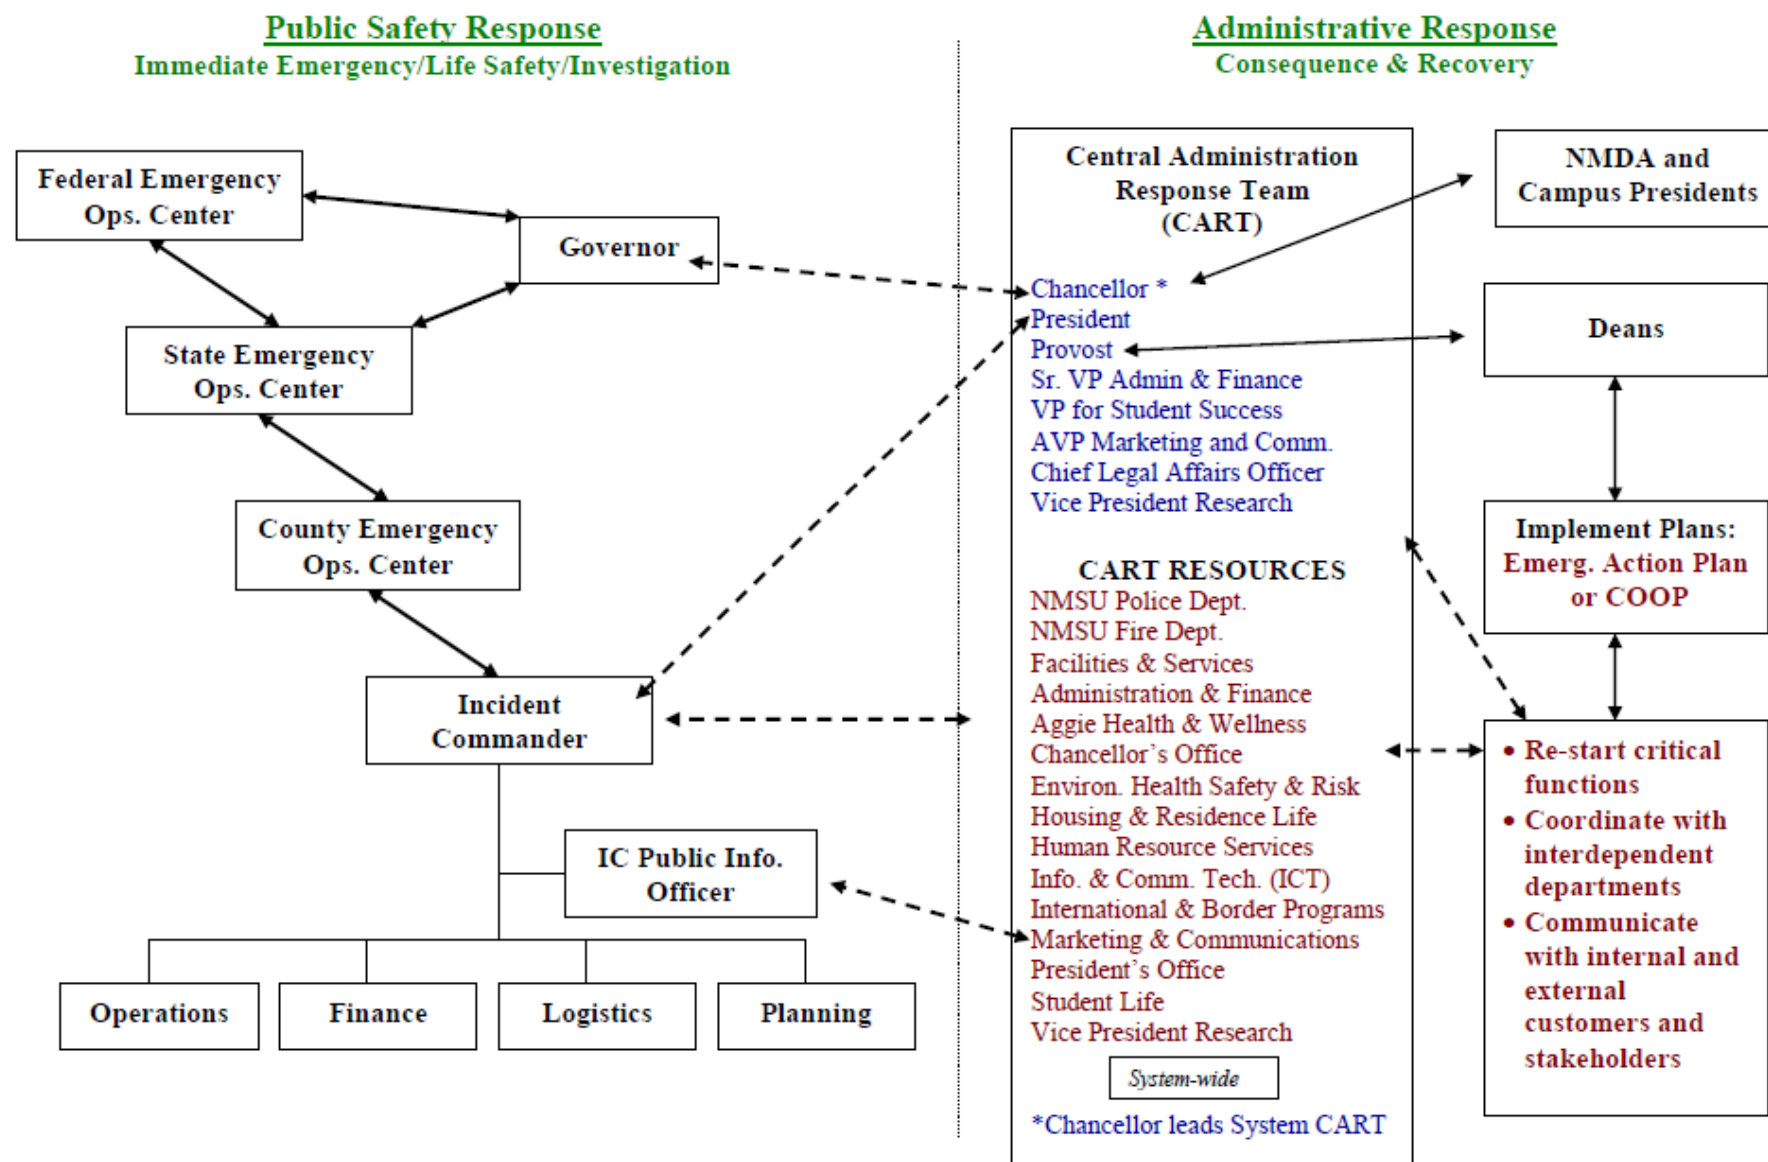 Public Safety Response
Immediate Emergency/Life Safety/Investigation
Federal Emergency
Ops. Center
Governor
State Emergency
Ops. Center
County Emergency
Ops. Center
Incident
Commander
IC Public Info.
Officer
Operations
Finance
Logistics
Planning
Administrative Response
Consequence & Recovery
Central Administration
Response Team
(CART)
Chancellor *
President
Provost
Sr. VP Admin & Finance
VP for Student Success
AVP Marketing and Comm.
Chief Legal Affairs Officer
Vice President Research
CART RESOURCES
NMSU Police Dept.
NMSU Fire Dept.
Facilities & Services
Administration & Finance
Aggie Health & Wellness
Chancellor’s Office
Environ. Health Safety & Risk
Housing & Residence Life
Human Resource Services
Info. & Comm. Tech. (ICT)
International & Border Programs
Marketing & Communications
President’s Office
Student Life
Vice President Research
System-wide
*Chancellor leads System CART
NMDA and
Campus Presidents
Deans
Implement Plans:
Emerg. Action Plan
or COOP
• Re-start critical
functions
• Coordinate with
interdependent
departments
• Communicate
with internal and
external
customers and
stakeholders